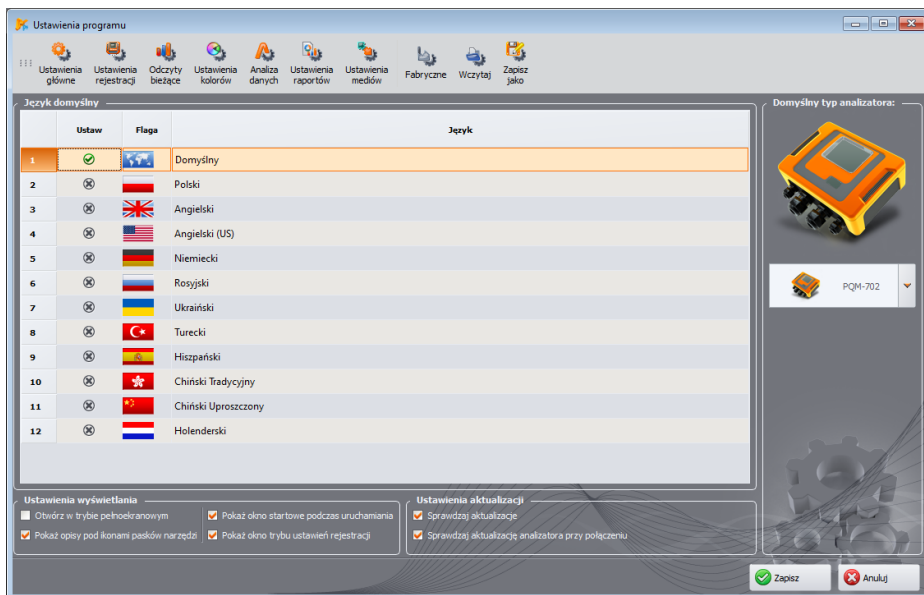 Ustawienia programu
Ustawienia główne
Ustawienia rejestracji
Odczyty bieżące
Ustawienia kolorów
Analiza danych
Ustawienia raportów
Ustawienia mediów
Fabryczne
Wczytaj
Zapisz jako
Język domyślny
Ustaw Flaga Język
1 Domyślny
2 Polski
3 Angielski
4 Angielski (US)
5 Niemiecki
6 Rosyjski
7 Ukraiński
8 Turecki
9 Hiszpański
10 Chiński Tradycyjny
11 Chiński Uproszczony
12 Holenderski
Domyślny typ analizatora:
PQM-702
Ustawienia wyświetlania
Otwórz w trybie pełnoekranowym
Pokaż okno startowe podczas uruchamiania
Pokaż opisy pod ikonami pasków narzędzi
Pokaż okno trybu ustawień rejestracji
Ustawienia aktualizacji
Sprawdzaj aktualizacje
Sprawdzaj aktualizację analizatora przy połączeniu
Zapisz
Anuluj